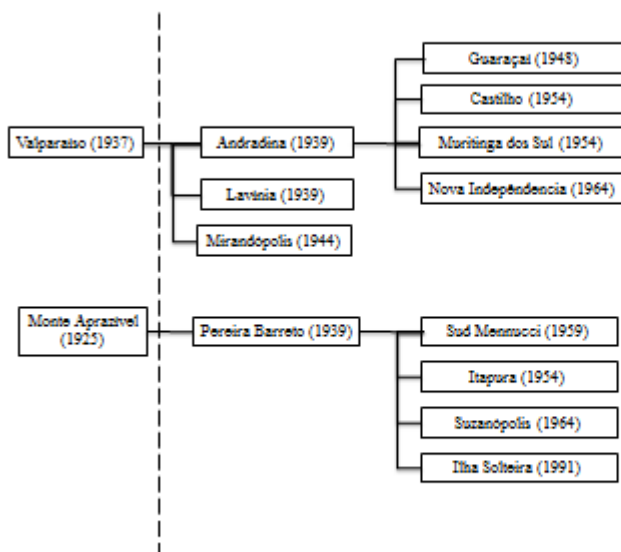 Guaraçaí (1948)
Castilho (1954)
Valparaíso (1937)
Andradina (1939)
Muritinga dos Sul (1954)
Lavínia (1939)
Nova Independencia (1964)
Mirandópolis (1944)
Monte Aprazível
(1925)
Pereira Barreto (1939)
Sud Mennucci (1959)
Itapura (1954)
Suzanópolis (1964)
Ilha Solteira (1991)